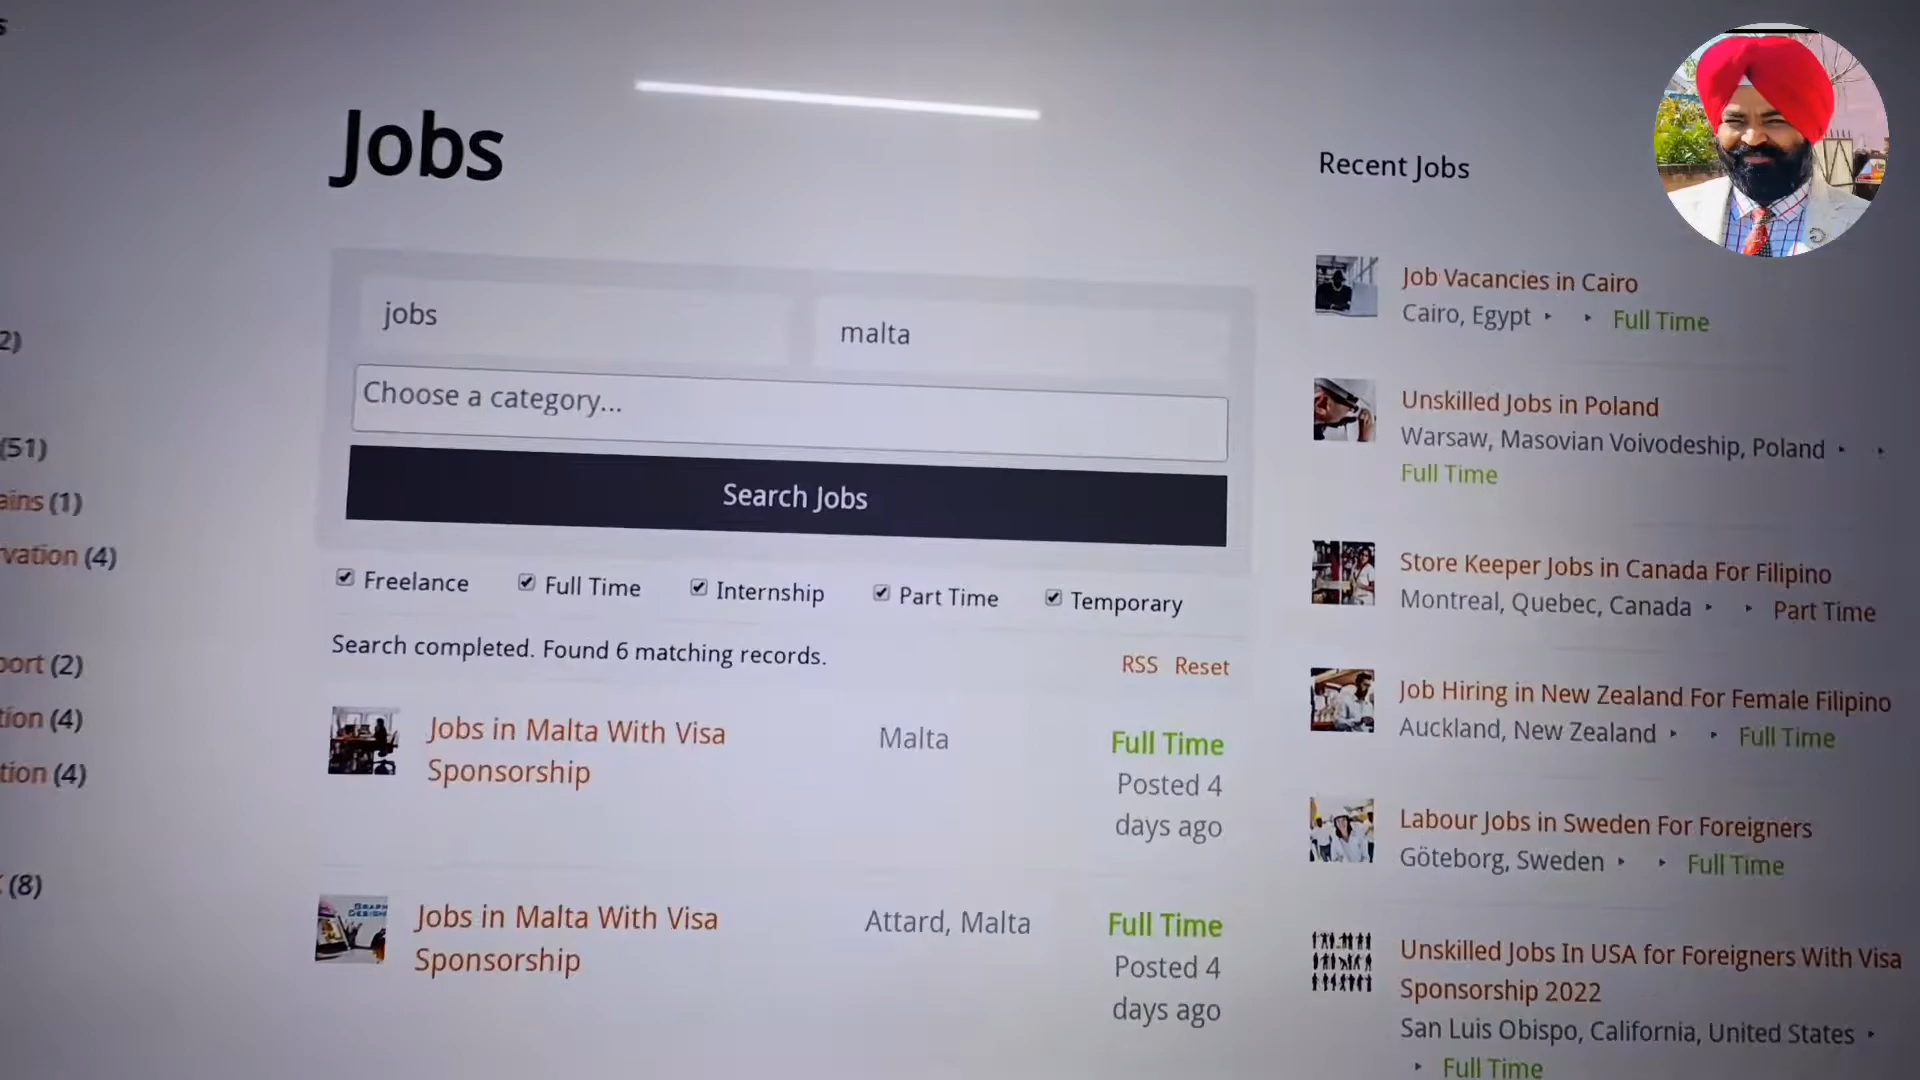 Jobs
jobs
malta
Choose a category...
Search Jobs
Freelance
Full Time
Internship
Part Time
Temporary
Search completed. Found 6 matching records.
RSS Reset
Jobs in Malta With Visa
Sponsorship
Malta
Full Time
Posted 4
days ago
Jobs in Malta With Visa
Sponsorship
Attard, Malta
Full Time
Posted 4
days ago
Recent Jobs
Job Vacancies in Cairo
Cairo, Egypt
Full Time
Unskilled Jobs in Poland
Warsaw, Masovian Voivodeship, Poland
Full Time
Store Keeper Jobs in Canada For Filipino
Montreal, Quebec, Canada
Part Time
Job Hiring in New Zealand For Female Filipino
Auckland, New Zealand
Full Time
Labour Jobs in Sweden For Foreigners
Göteborg, Sweden
Full Time
Unskilled Jobs In USA for Foreigners With Visa
Sponsorship 2022
San Luis Obispo, California, United States
Full Time
(51)
(1)
(4)
(2)
(4)
(4)
(8)